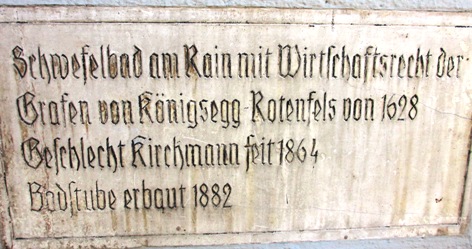 Schwefelbad am Rain mit Wirtschaftsrecht der
Grafen von Königsegg-Rotenfels von 1628
Geschlecht Kirchmann seit 1864
Badstube erbaut 1882